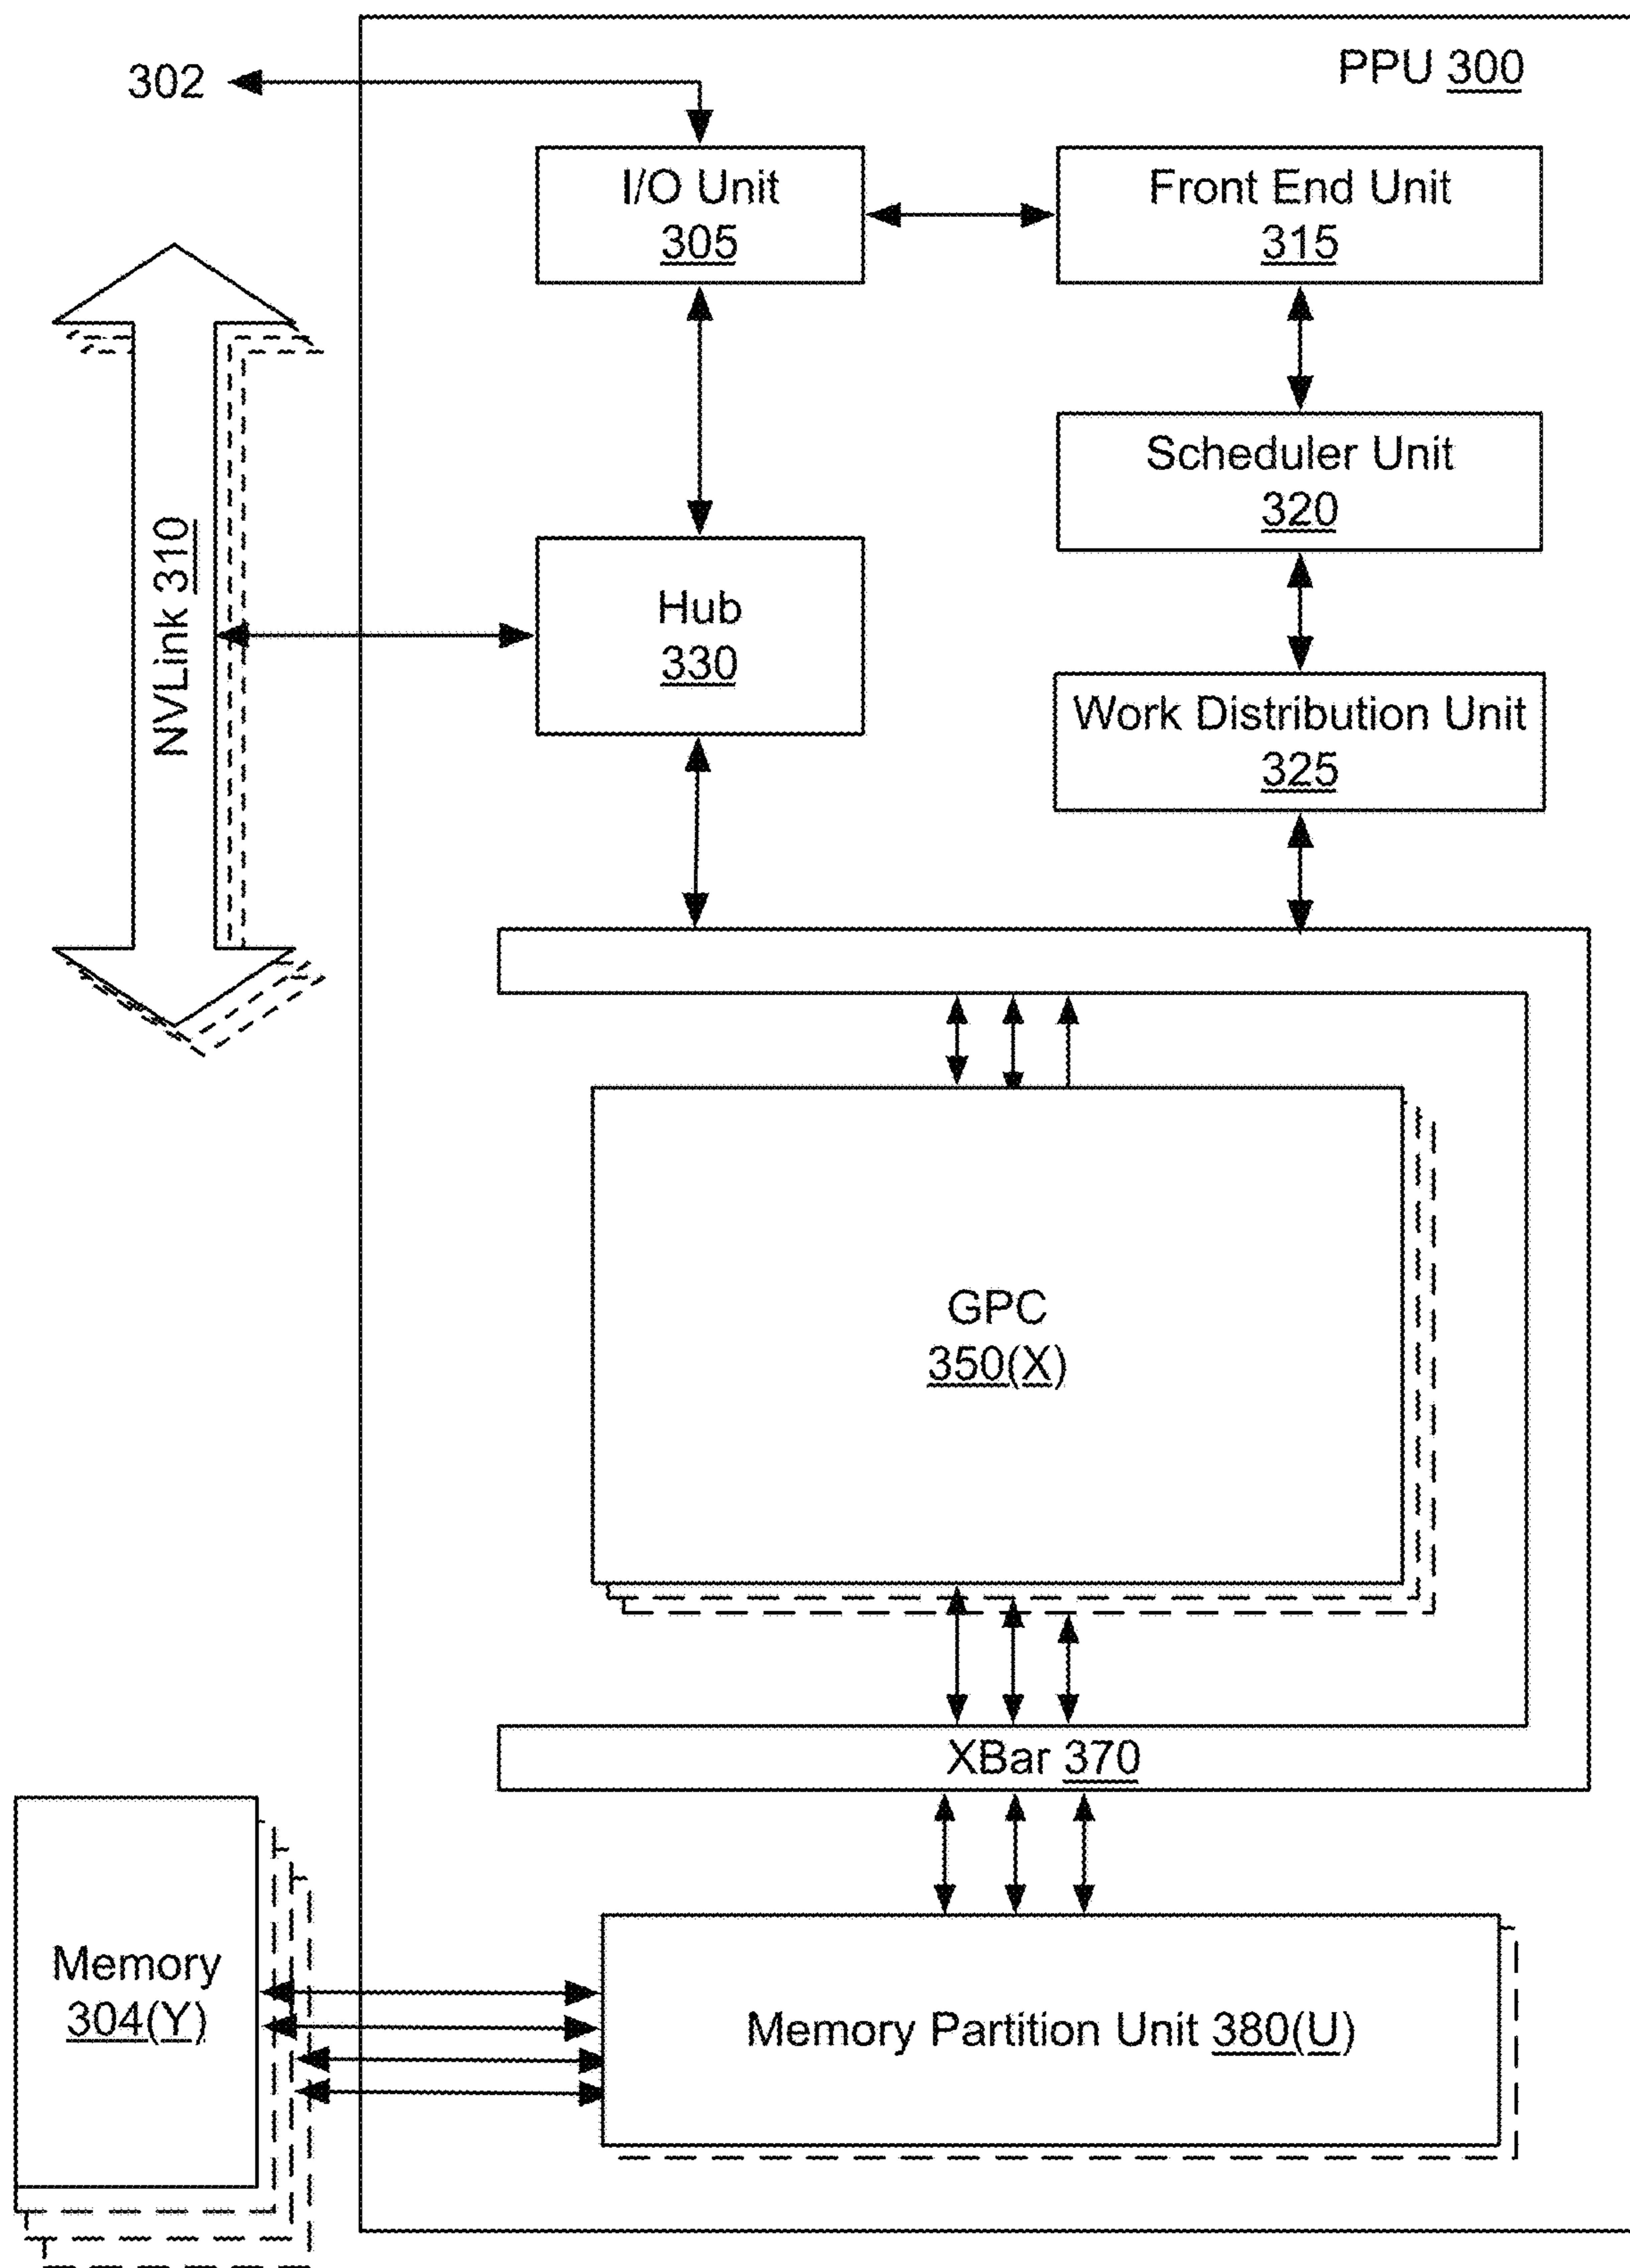 PPU 300
302
I/O Unit
305
Front End Unit
315
Scheduler Unit
320
NVLink 310
Hub
330
Work Distribution Unit
325
GPC
350(X)
XBar 370
Memory
304(Y)
Memory Partition Unit 380(U)